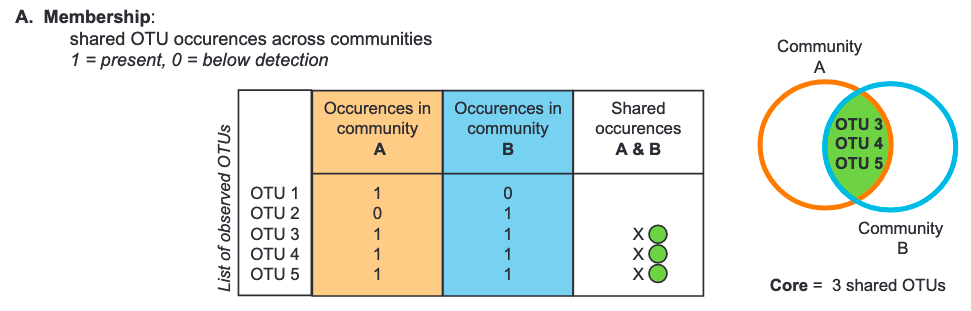 A. Membership:
shared OTU occurences across communities
1 = present, 0 = below detection
List of observed OTUs
Occurences in community A
Occurences in community B
Shared occurences A & B
OTU 1 1 0
OTU 2 0 1
OTU 3 1 1 X
OTU 4 1 1 X
OTU 5 1 1 X
Community
A
OTU 3
OTU 4
OTU 5
Community
B
Core = 3 shared OTUs